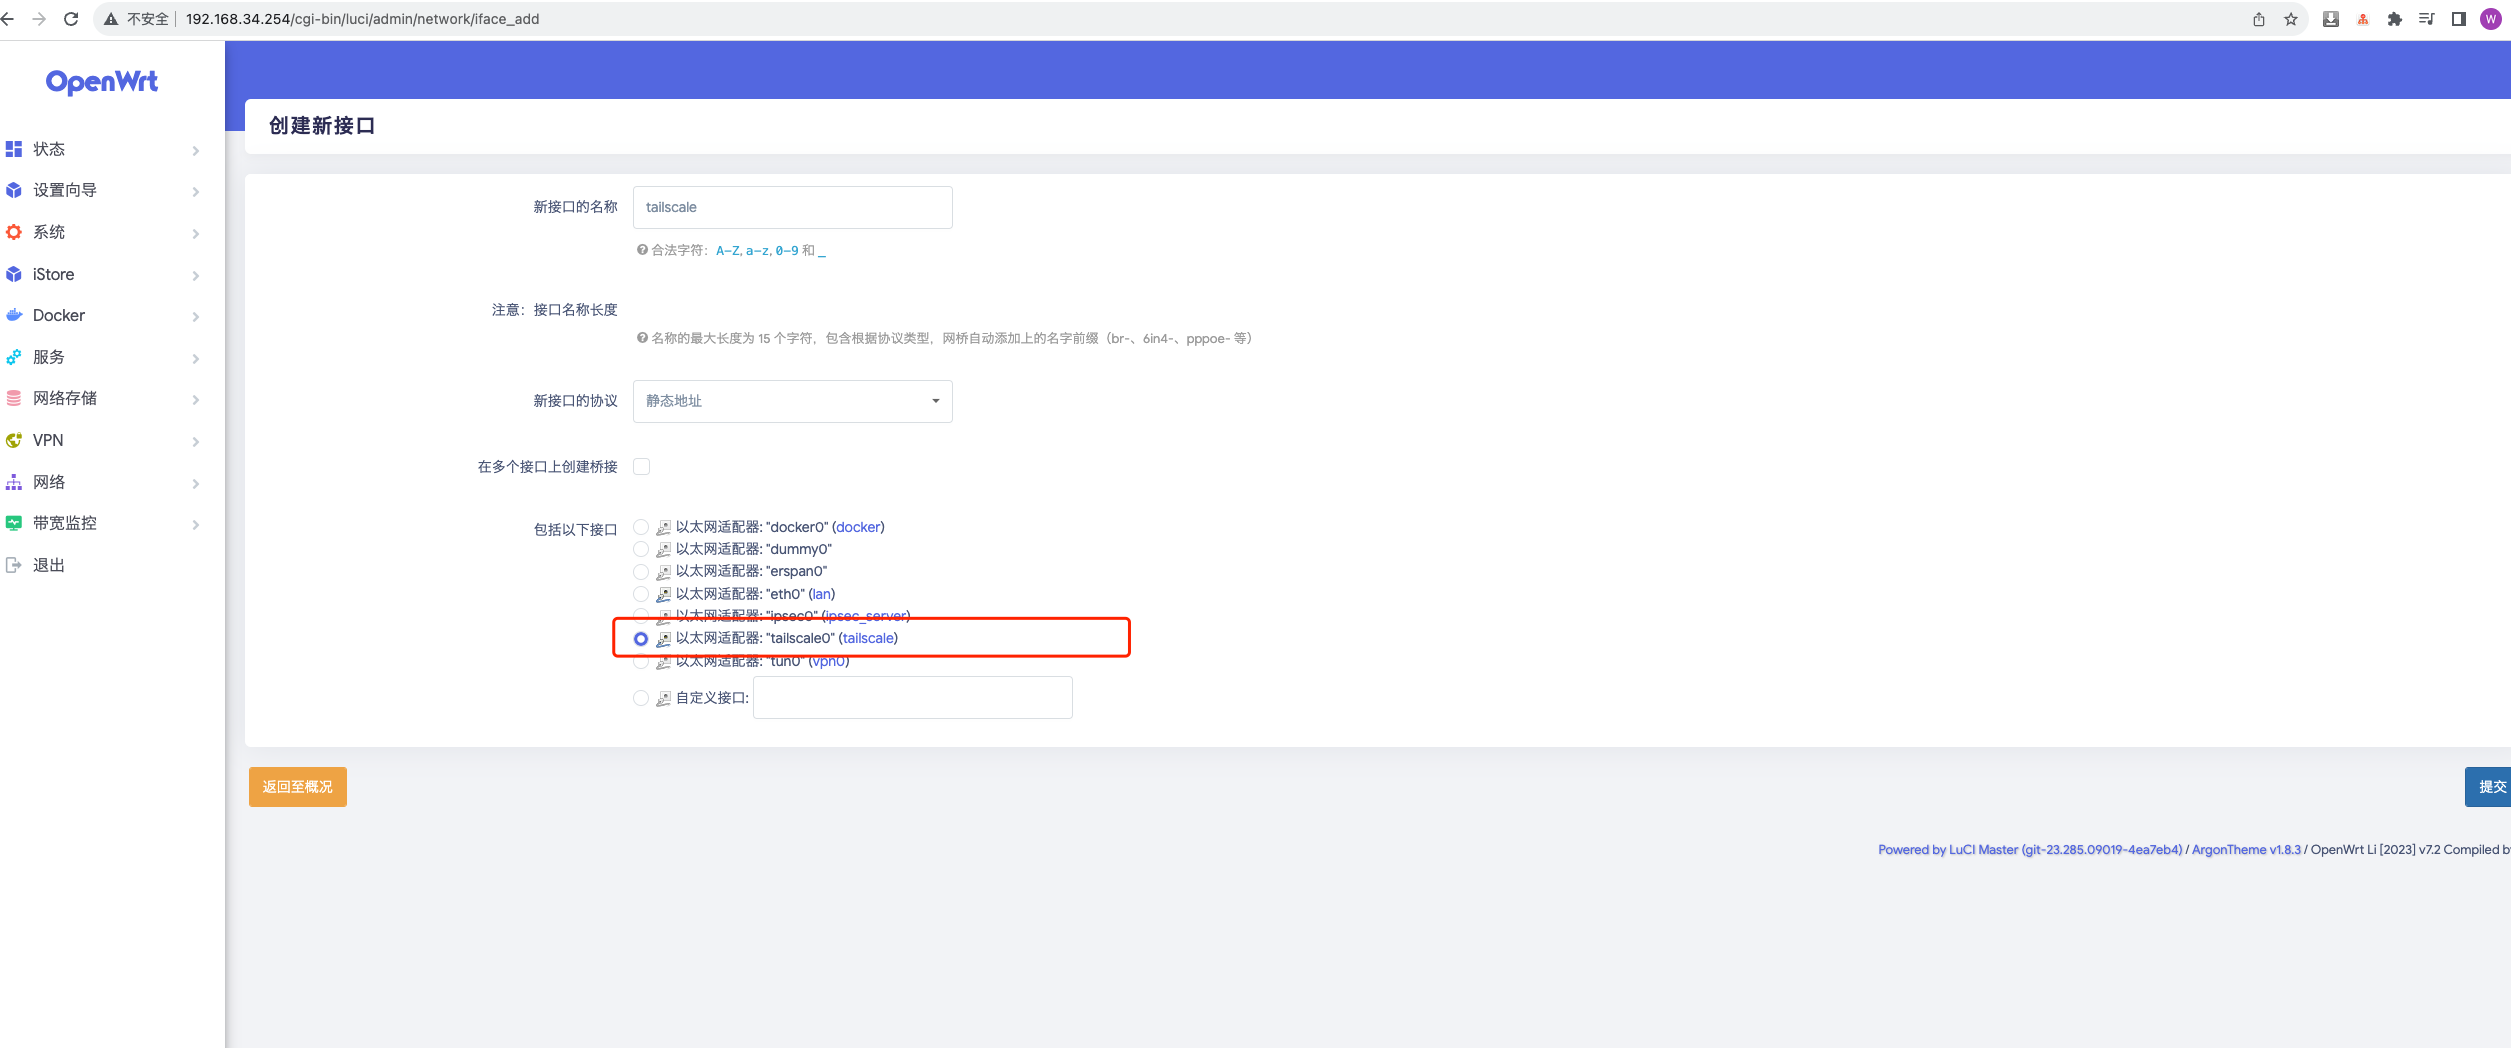 不安全 192.168.34.254/cgi-bin/luci/admin/network/iface_add
W
OpenWrt
状态
设置向导
系统
iStore
Docker
服务
网络存储
VPN
网络
带宽监控
退出
创建新接口
新接口的名称 tailscale
合法字符：A-Z, a-z, 0-9 和 _
注意：接口名称长度
名称的最大长度为 15 个字符，包含根据协议类型，网桥自动添加上的名字前缀（br-、6in4-、pppoe- 等）
新接口的协议 静态地址
在多个接口上创建桥接
包括以下接口
以太网适配器: "docker0" (docker)
以太网适配器: "dummy0"
以太网适配器: "erspan0"
以太网适配器: "eth0" (lan)
以太网适配器: "ipsec0" (ipsec_server)
以太网适配器: "tailscale0" (tailscale)
以太网适配器: "tun0" (vpn0)
自定义接口:
返回至概况
提交
Powered by LuCI Master (git-23.285.09019-4ea7eb4) / ArgonTheme v1.8.3 / OpenWrt Li [2023] v7.2 Compiled by